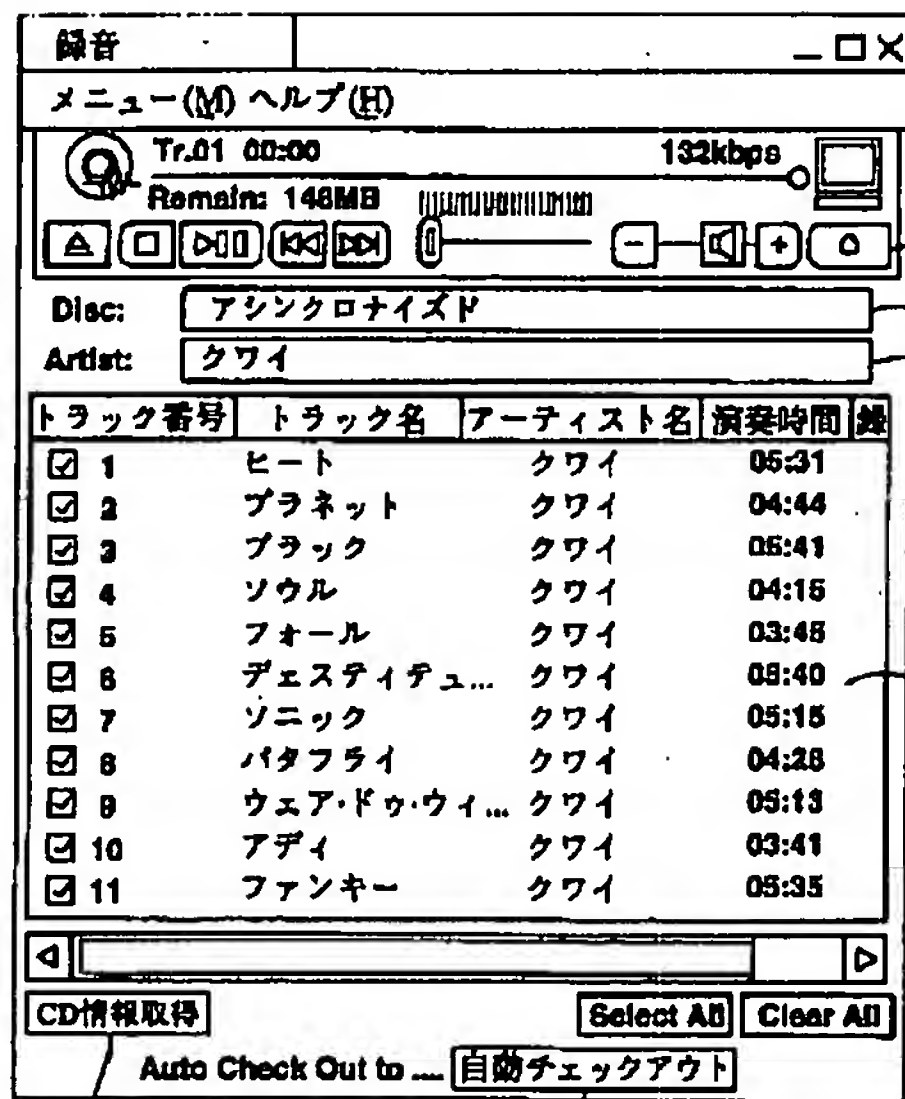 録音
メニュー(M) ヘルプ(H)
Tr.01 00:00 132kbps
Remain: 146MB
Disc: アシンクロナイズド
Artist: クワイ
トラック番号 トラック名 アーティスト名 演奏時間 録
1 ヒート クワイ 05:31
2 プラネット クワイ 04:44
3 ブラック クワイ 05:41
4 ソウル クワイ 04:15
5 フォール クワイ 03:45
6 デェスティテュ... クワイ 05:40
7 ソニック クワイ 05:15
8 バタフライ クワイ 04:28
9 ウェア・ドゥ・ウィ... クワイ 05:13
10 アディ クワイ 03:41
11 ファンキー クワイ 05:35
CD情報取得 Select All Clear All
Auto Check Out to .... 自動チェックアウト